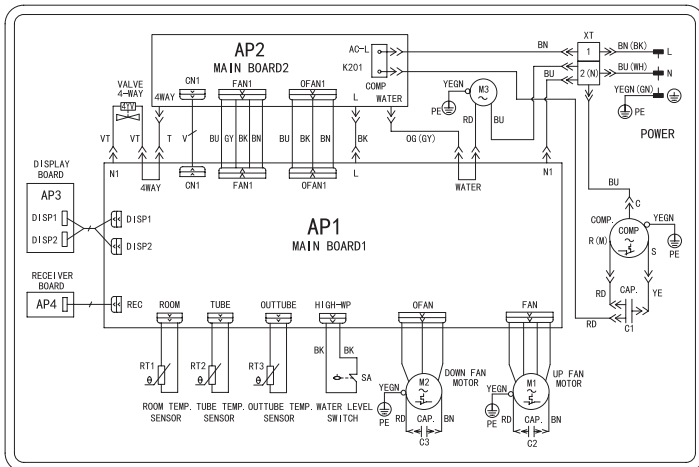 AP2
MAIN BOARD2
AC-L
K201
COMP
XT
1
2(N)
BN
BN(BK)
L
BU(WH)
N
BU
YEGN(GN)
PE
POWER
VALVE
4-WAY
4V
4WAY
CN1
FAN1
OFAN1
L
WATER
YEGN
PE
M3
RD
BU
VT
VT
T
V
BU
GY
BK
BN
BU
BK
BN
BK
OG(GY)
N1
4WAY
CN1
FAN1
OFAN1
L
WATER
N1
BU
C
DISPLAY
BOARD
AP3
DISP1
DISP2
DISP1
DISP2
AP1
MAIN BOARD1
COMP.
COMP
YEGN
R(M)
S
PE
RECEIVER
BOARD
AP4
REC
ROOM
TUBE
OUTTUBE
HIGH-WP
OFAN
FAN
RD
CAP.
YE
RD
C1
BK
BK
RT1
θ
RT2
θ
RT3
θ
SA
DOWN FAN
MOTOR
UP FAN
MOTOR
YEGN
M2
YEGN
M1
ROOM TEMP.
SENSOR
TUBE TEMP.
SENSOR
OUTTUBE TEMP.
SENSOR
WATER LEVEL
SWITCH
PE
RD
CAP.
BN
C3
PE
RD
CAP.
BN
C2